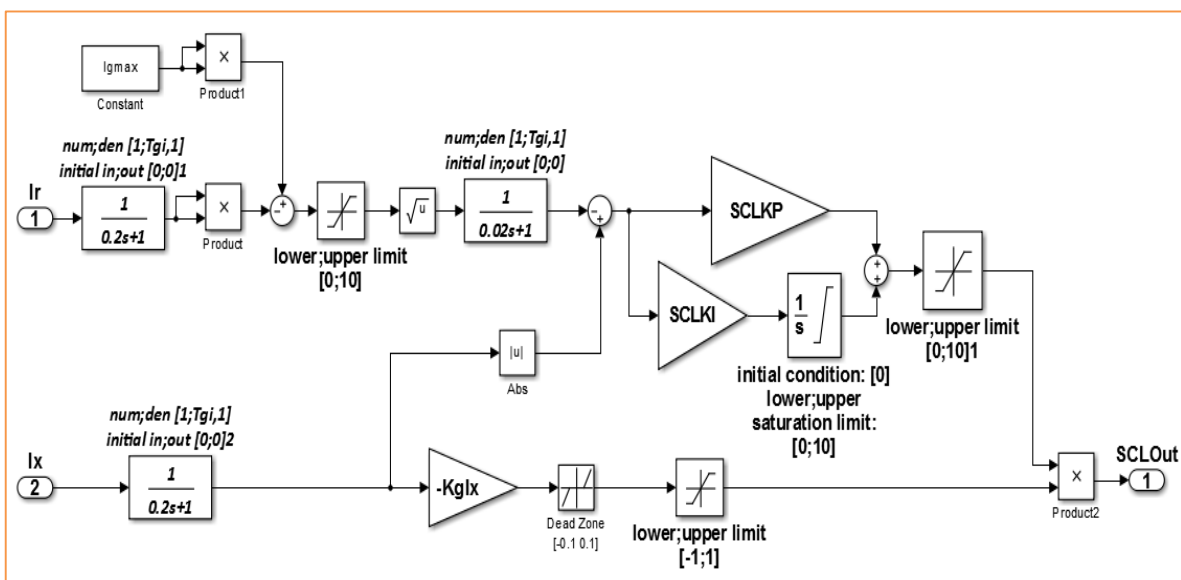 Igmax
Constant
×
Product1
num;den [1;Tgi,1]
initial in;out [0;0]1
Ir
1
1
0.2s+1
×
Product
- +
lower;upper limit
[0;10]
√u
num;den [1;Tgi,1]
initial in;out [0;0]
1
0.02s+1
- +
SCLKP
SCLKI
1
s
initial condition: [0]
lower;upper
saturation limit:
[0;10]
+ +
lower;upper limit
[0;10]1
|u|
Abs
num;den [1;Tgi,1]
initial in;out [0;0]2
Ix
2
1
0.2s+1
-KgIx
Dead Zone
[-0.1 0.1]
lower;upper limit
[-1;1]
×
Product2
SCLOut
1